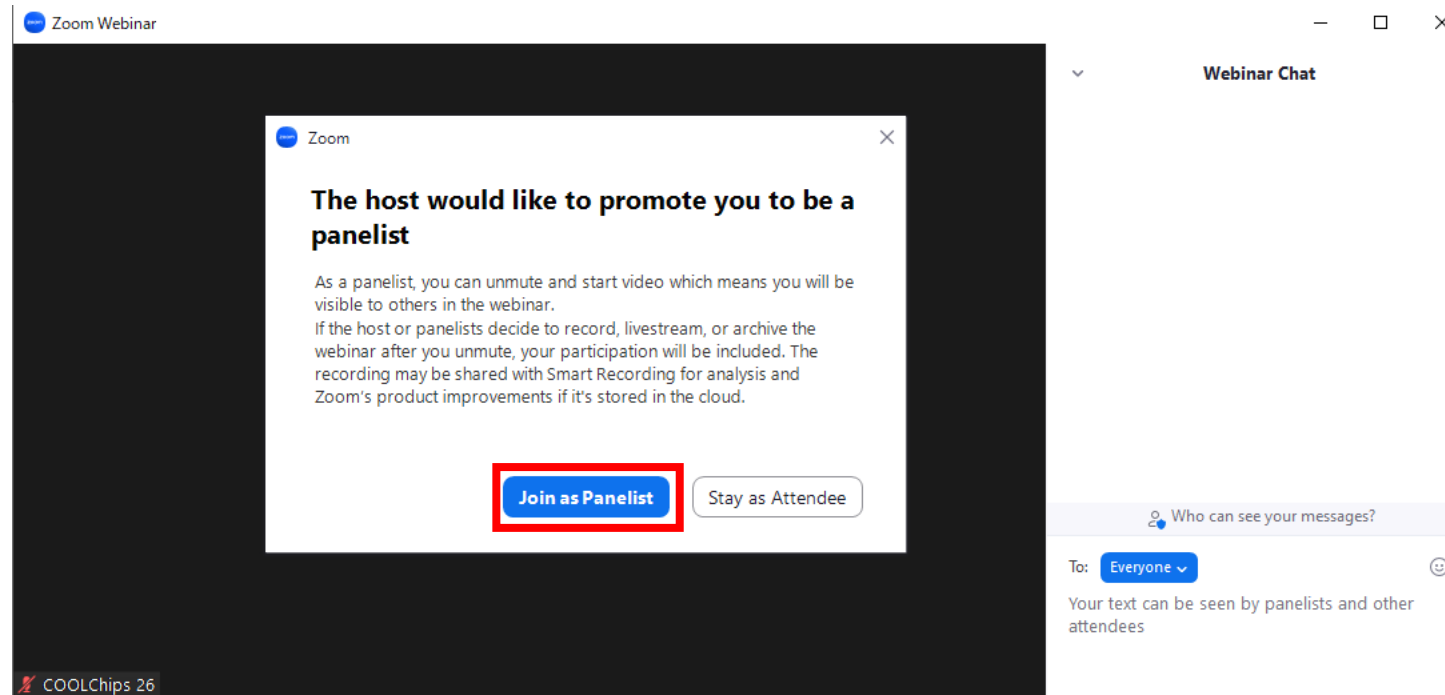 Zoom Webinar
Webinar Chat
Zoom
The host would like to promote you to be a
panelist
As a panelist, you can unmute and start video which means you will be
visible to others in the webinar.
If the host or panelists decide to record, livestream, or archive the
webinar after you unmute, your participation will be included. The
recording may be shared with Smart Recording for analysis and
Zoom's product improvements if it's stored in the cloud.
Join as Panelist
Stay as Attendee
Who can see your messages?
To: Everyone
Your text can be seen by panelists and other
attendees
COOLChips 26